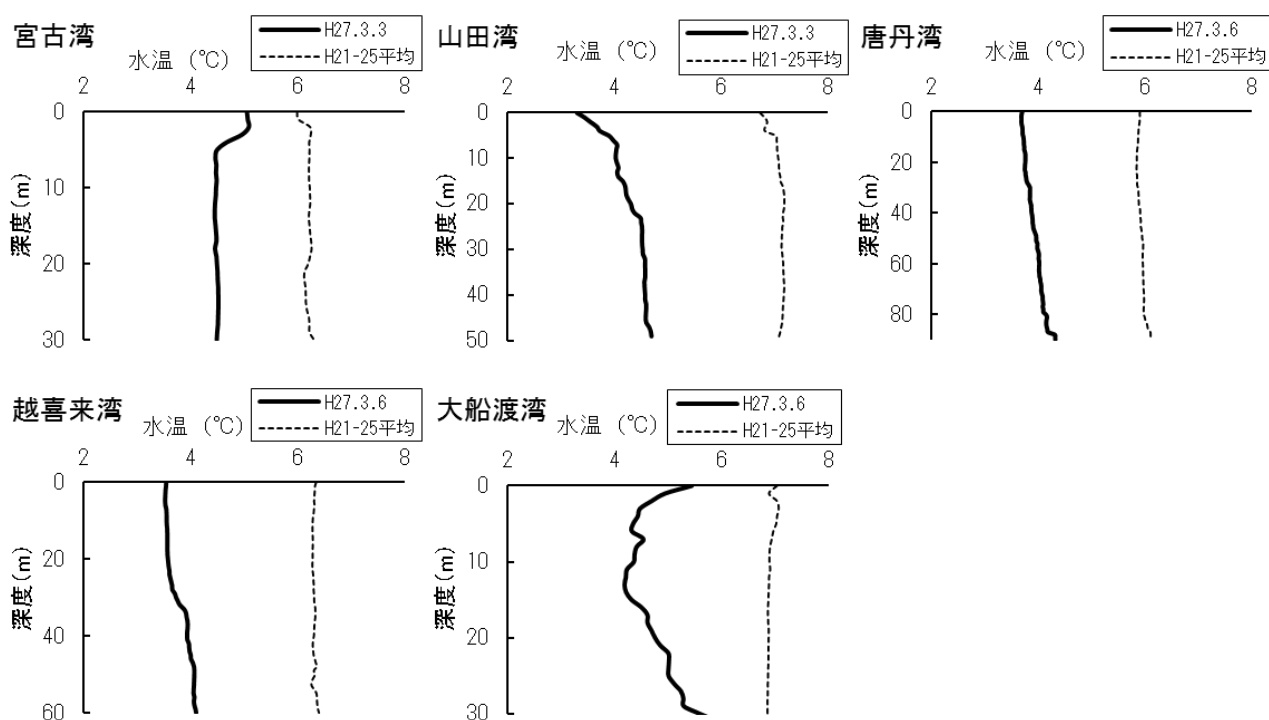 宮古湾
水温 (℃)
H27.3.3
H21-25平均
2 4 6 8
0
10
20
30
深度(m)
山田湾
水温 (℃)
H27.3.3
H21-25平均
2 4 6 8
0
10
20
30
40
50
深度(m)
唐丹湾
水温 (℃)
H27.3.6
H21-25平均
2 4 6 8
0
20
40
60
80
深度(m)
越喜来湾
水温 (℃)
H27.3.6
H21-25平均
2 4 6 8
0
20
40
60
深度(m)
大船渡湾
水温 (℃)
H27.3.6
H21-25平均
2 4 6 8
0
10
20
30
深度(m)